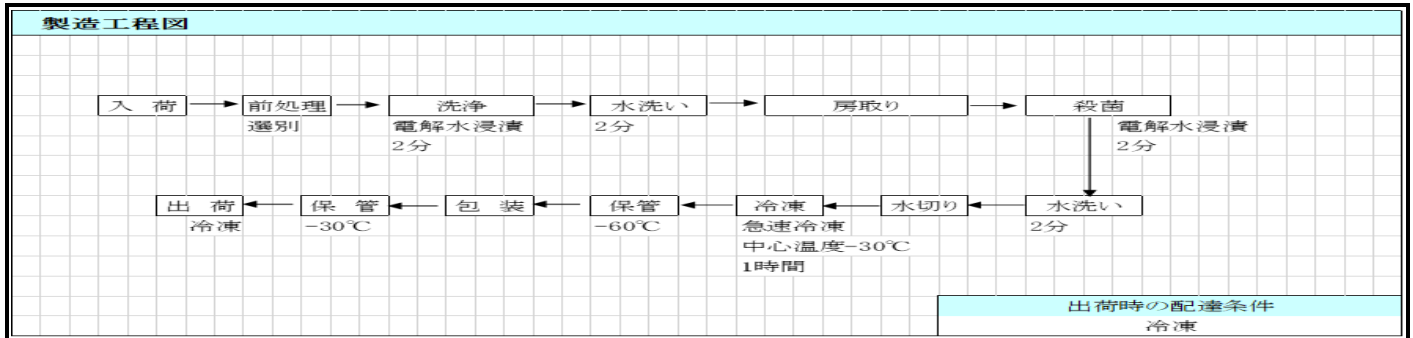 製造工程図
入 荷 前処理 洗浄 水洗い 房取り 殺菌
選別 電解水浸漬 2分 電解水浸漬
2分 2分
出 荷 保 管 包 装 保管 冷凍 水切り 水洗い
冷凍 -30℃ -60℃ 急速冷凍 2分
中心温度-30℃
1時間
出荷時の配達条件
冷凍